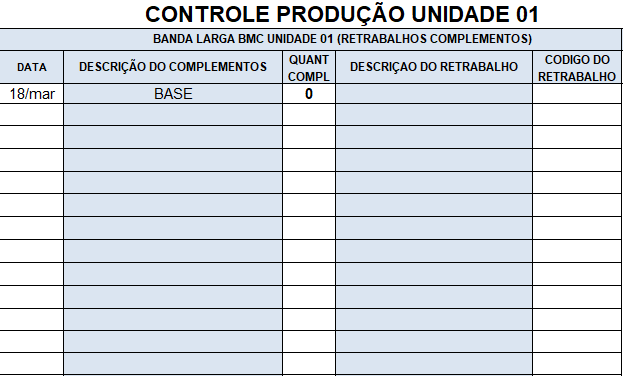 CONTROLE PRODUÇÃO UNIDADE 01
BANDA LARGA BMC UNIDADE 01 (RETRABALHOS COMPLEMENTOS)
DATA
DESCRIÇÃO DO COMPLEMENTOS
QUANT
COMPL
DESCRIÇAO DO RETRABALHO
CODIGO DO
RETRABALHO
18/mar
BASE
0